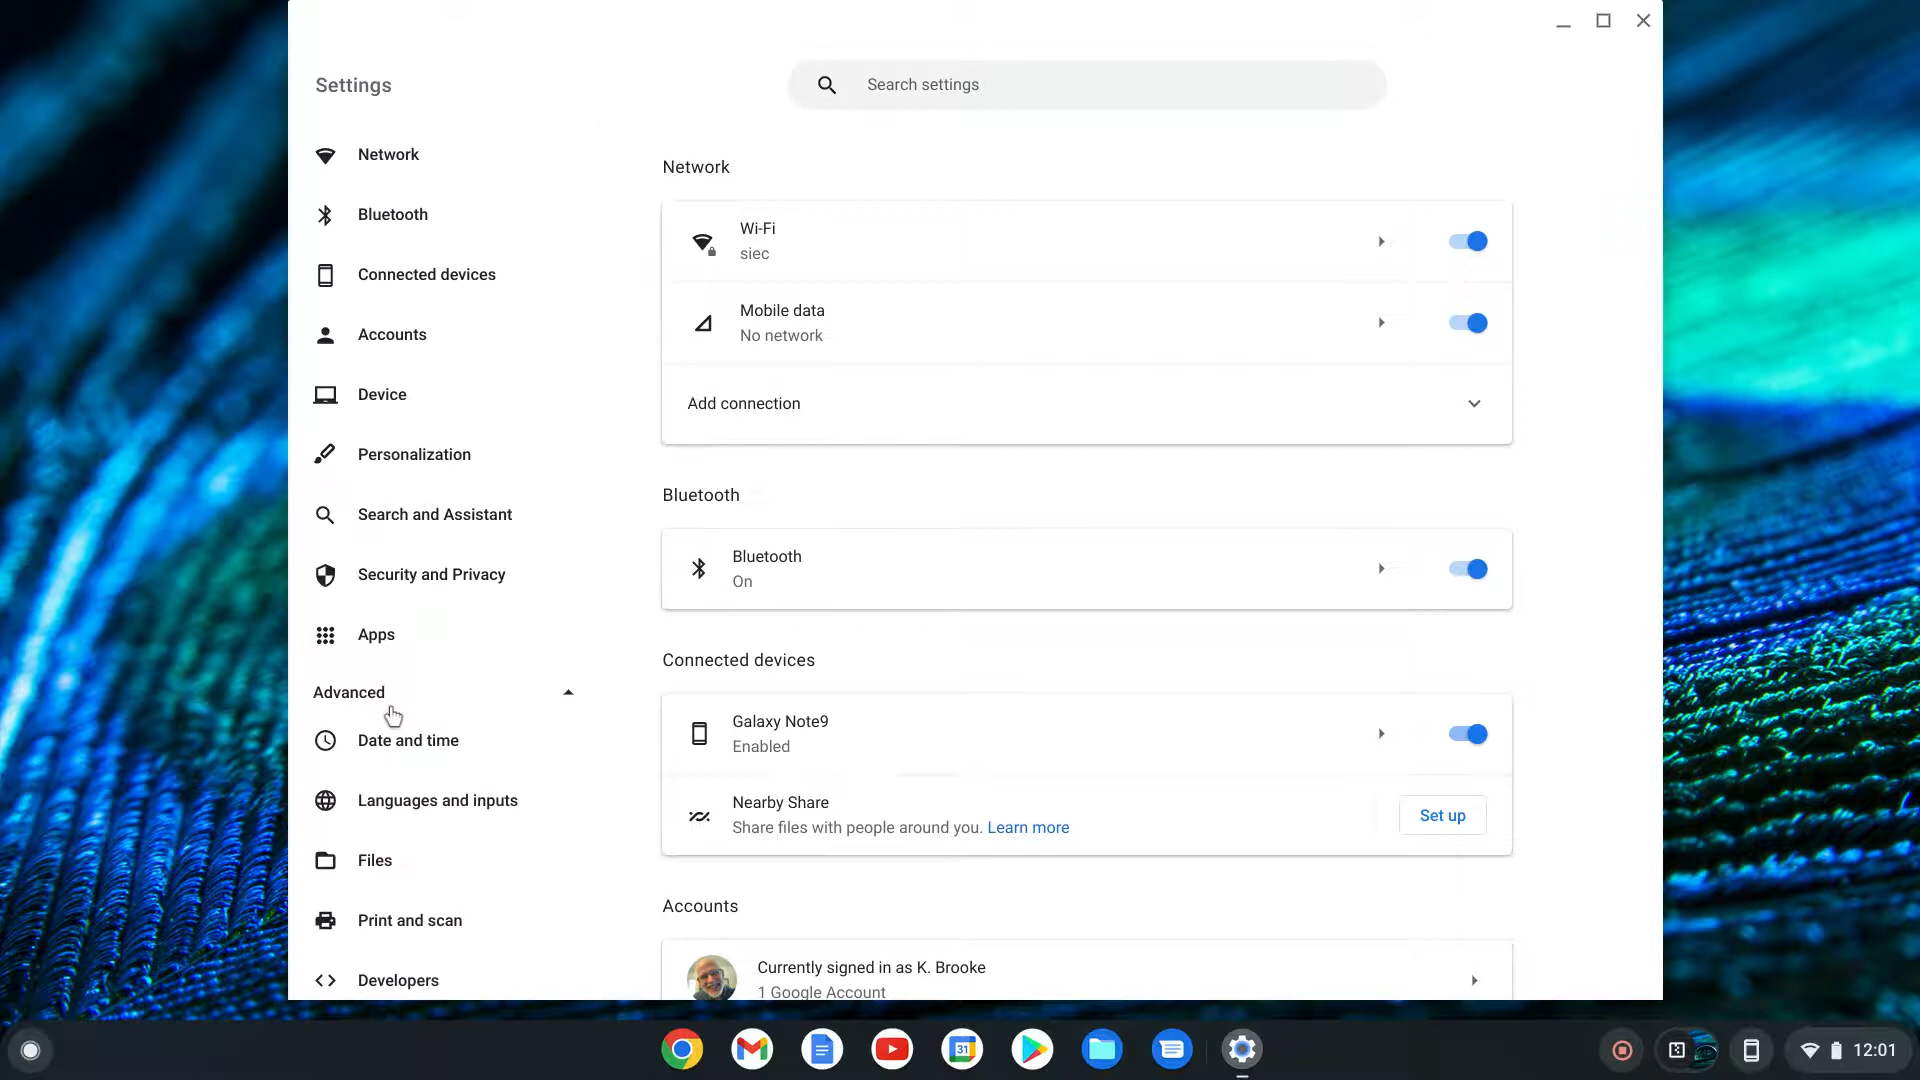 Settings
Search settings
Network
Bluetooth
Connected devices
Accounts
Device
Personalization
Search and Assistant
Security and Privacy
Apps
Advanced
Date and time
Languages and inputs
Files
Print and scan
Developers
Network
Wi-Fi
siec
Mobile data
No network
Add connection
Bluetooth
Bluetooth
On
Connected devices
Galaxy Note9
Enabled
Nearby Share
Share files with people around you. Learn more
Set up
Accounts
Currently signed in as K. Brooke
1 Google Account
31
12:01